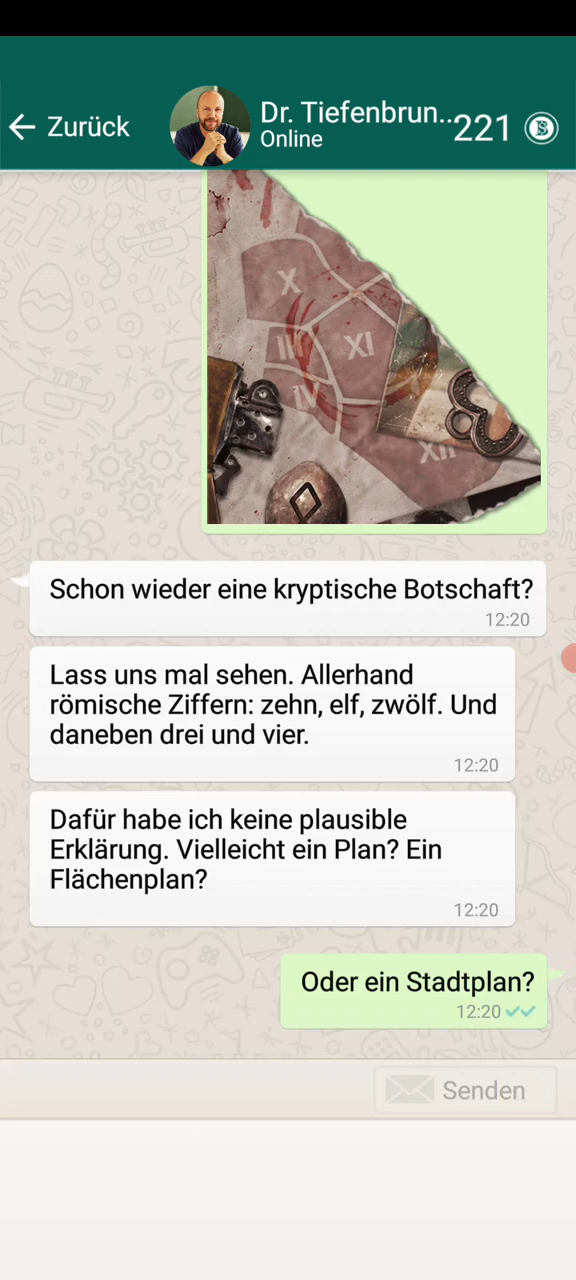 ← Zurück
Dr. Tiefenbrun..
Online
221
X
III
XI
IV
XII
Schon wieder eine kryptische Botschaft?
12:20
Lass uns mal sehen. Allerhand
römische Ziffern: zehn, elf, zwölf. Und
daneben drei und vier.
12:20
Dafür habe ich keine plausible
Erklärung. Vielleicht ein Plan? Ein
Flächenplan?
12:20
Oder ein Stadtplan?
12:20
Senden